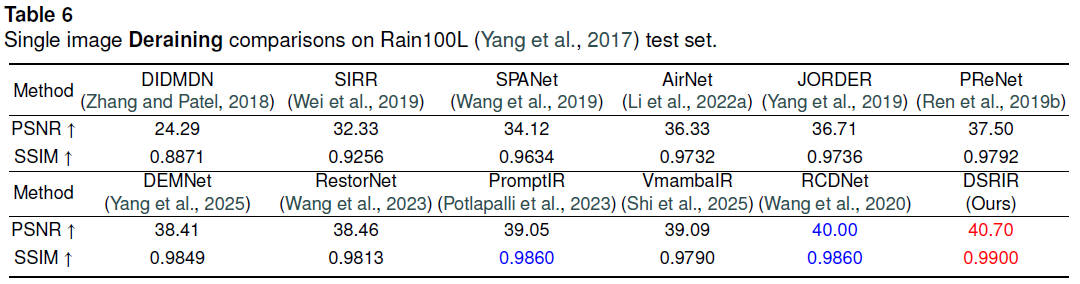 Table 6
Single image Deraining comparisons on Rain100L (Yang et al., 2017) test set.
Method DIDMDN SIRR SPANet AirNet JORDER PReNet
(Zhang and Patel, 2018) (Wei et al., 2019) (Wang et al., 2019) (Li et al., 2022a) (Yang et al., 2019) (Ren et al., 2019b)
PSNR ↑ 24.29 32.33 34.12 36.33 36.71 37.50
SSIM ↑ 0.8871 0.9256 0.9634 0.9732 0.9736 0.9792
Method DEMNet RestorNet PromptIR VmambaIR RCDNet DSRIR
(Yang et al., 2025) (Wang et al., 2023) (Potlapalli et al., 2023) (Shi et al., 2025) (Wang et al., 2020) (Ours)
PSNR ↑ 38.41 38.46 39.05 39.09 40.00 40.70
SSIM ↑ 0.9849 0.9813 0.9860 0.9790 0.9860 0.9900